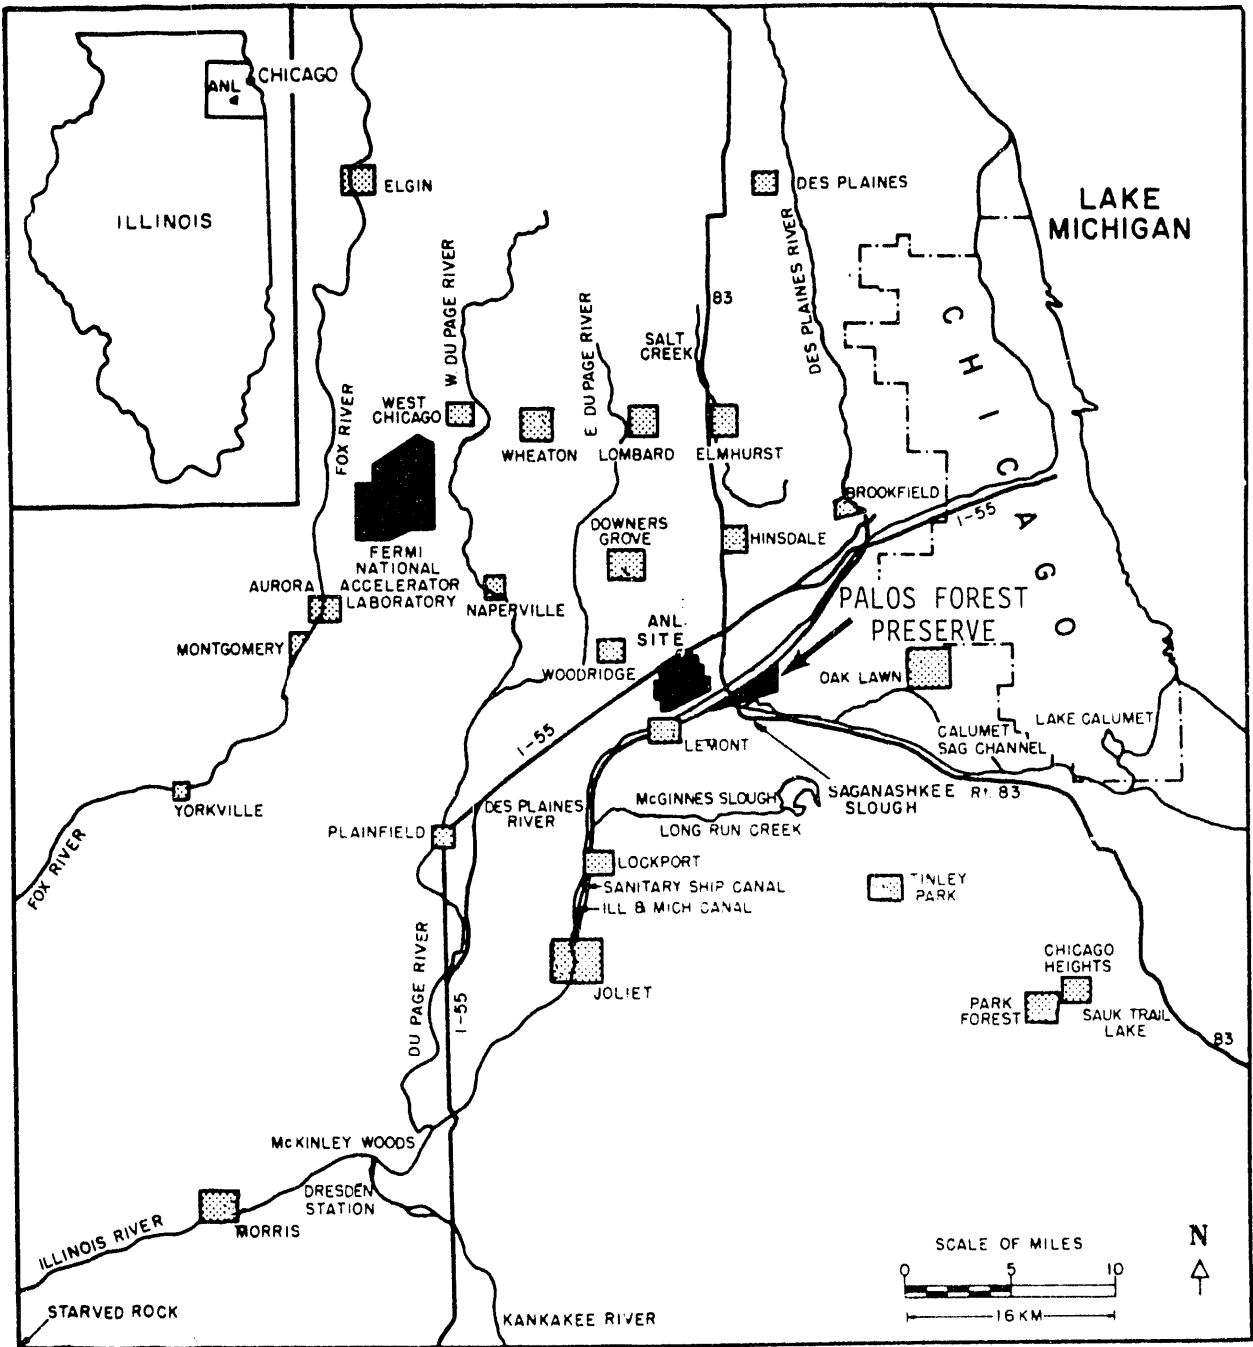 CHICAGO
ANL
ILLINOIS
ELGIN
DES PLAINES
LAKE
MICHIGAN
W. DU PAGE RIVER
E. DU PAGE RIVER
DES PLAINES RIVER
83
SALT
CREEK
CHICAGO
FOX RIVER
WEST
CHICAGO
WHEATON
LOMBARD
ELMHURST
BROOKFIELD
I-55
DOWNERS
GROVE
HINSDALE
FERMI
NATIONAL
ACCELERATOR
LABORATORY
AURORA
NAPERVILLE
PALOS FOREST
PRESERVE
ANL
SITE
MONTGOMERY
WOODRIDGE
OAK LAWN
LAKE CALUMET
CALUMET
SAG CHANNEL
I-55
LEMONT
SAGANASHKEE
SLOUGH
Rt. 83
YORKVILLE
DES PLAINES
RIVER
McGINNES SLOUGH
LONG RUN CREEK
PLAINFIELD
FOX RIVER
LOCKPORT
SANITARY SHIP CANAL
ILL & MICH CANAL
TINLEY
PARK
DU PAGE RIVER
I-55
JOLIET
CHICAGO
HEIGHTS
PARK
FOREST
SAUK TRAIL
LAKE
83
McKINLEY WOODS
DRESDEN
STATION
MORRIS
ILLINOIS RIVER
STARVED ROCK
KANKAKEE RIVER
SCALE OF MILES
0 5 10
16 KM
N